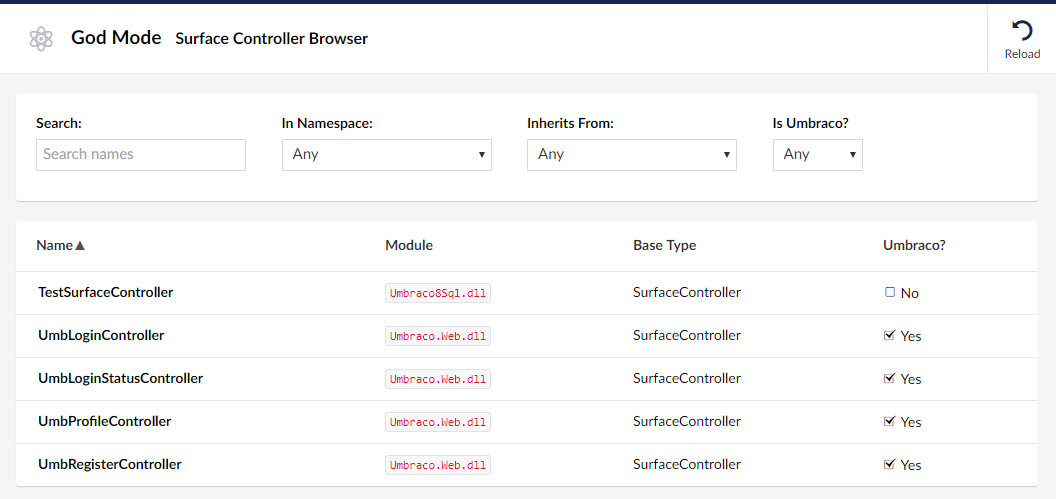 God Mode Surface Controller Browser
Reload
Search: In Namespace: Inherits From: Is Umbraco?
Search names Any Any Any
Name Module Base Type Umbraco?
TestSurfaceController Umbraco8Sql.dll SurfaceController No
UmbLoginController Umbraco.Web.dll SurfaceController Yes
UmbLoginStatusController Umbraco.Web.dll SurfaceController Yes
UmbProfileController Umbraco.Web.dll SurfaceController Yes
UmbRegisterController Umbraco.Web.dll SurfaceController Yes